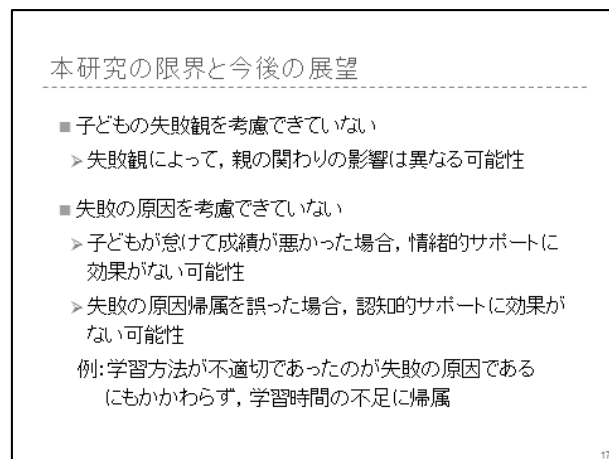 本研究の限界と今後の展望
■子どもの失敗観を考慮できていない
➢失敗観によって，親の関わりの影響は異なる可能性
■失敗の原因を考慮できていない
➢子どもが怠けて成績が悪かった場合，情緒的サポートに
効果がない可能性
➢失敗の原因帰属を誤った場合，認知的サポートに効果が
ない可能性
例：学習方法が不適切であったのが失敗の原因である
にもかかわらず，学習時間の不足に帰属
17